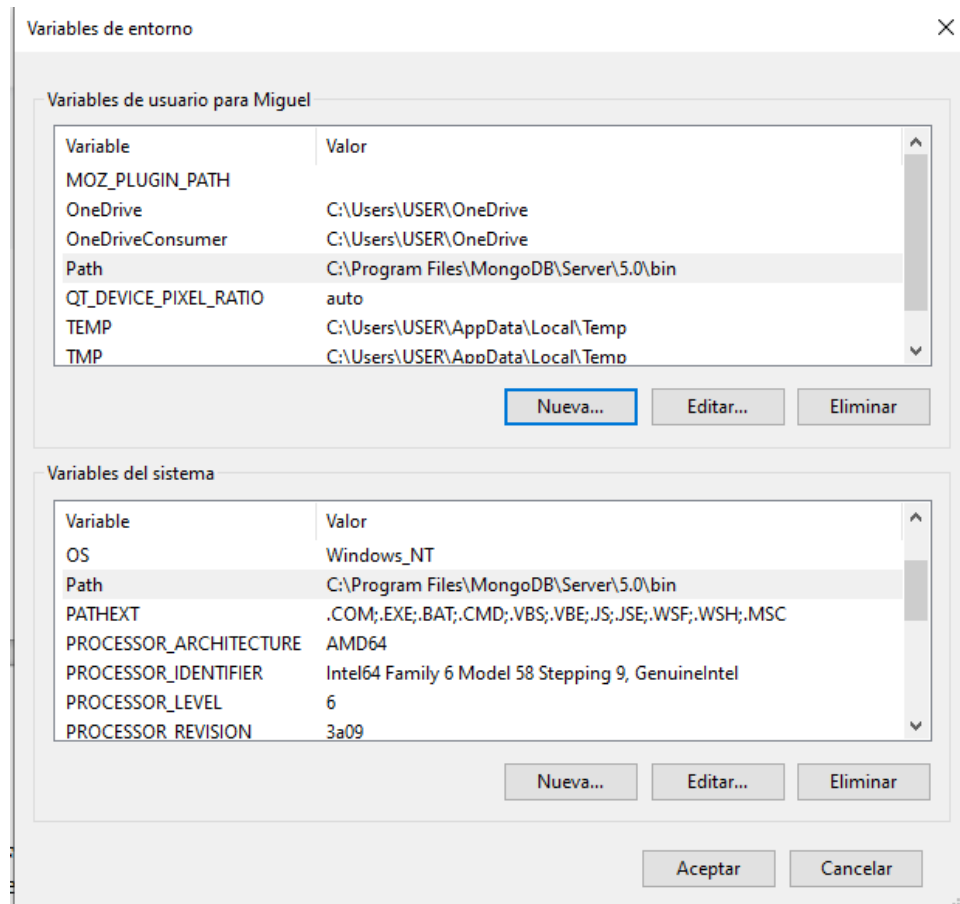 Variables de entorno
Variables de usuario para Miguel
Variable Valor
MOZ_PLUGIN_PATH
OneDrive C:\Users\USER\OneDrive
OneDriveConsumer C:\Users\USER\OneDrive
Path C:\Program Files\MongoDB\Server\5.0\bin
QT_DEVICE_PIXEL_RATIO auto
TEMP C:\Users\USER\AppData\Local\Temp
TMP C:\Users\USER\AppData\Local\Temp
Nueva... Editar... Eliminar
Variables del sistema
Variable Valor
OS Windows_NT
Path C:\Program Files\MongoDB\Server\5.0\bin
PATHEXT .COM;.EXE;.BAT;.CMD;.VBS;.VBE;.JS;.JSE;.WSF;.WSH;.MSC
PROCESSOR_ARCHITECTURE AMD64
PROCESSOR_IDENTIFIER Intel64 Family 6 Model 58 Stepping 9, GenuineIntel
PROCESSOR_LEVEL 6
PROCESSOR_REVISION 3a09
Nueva... Editar... Eliminar
Aceptar Cancelar